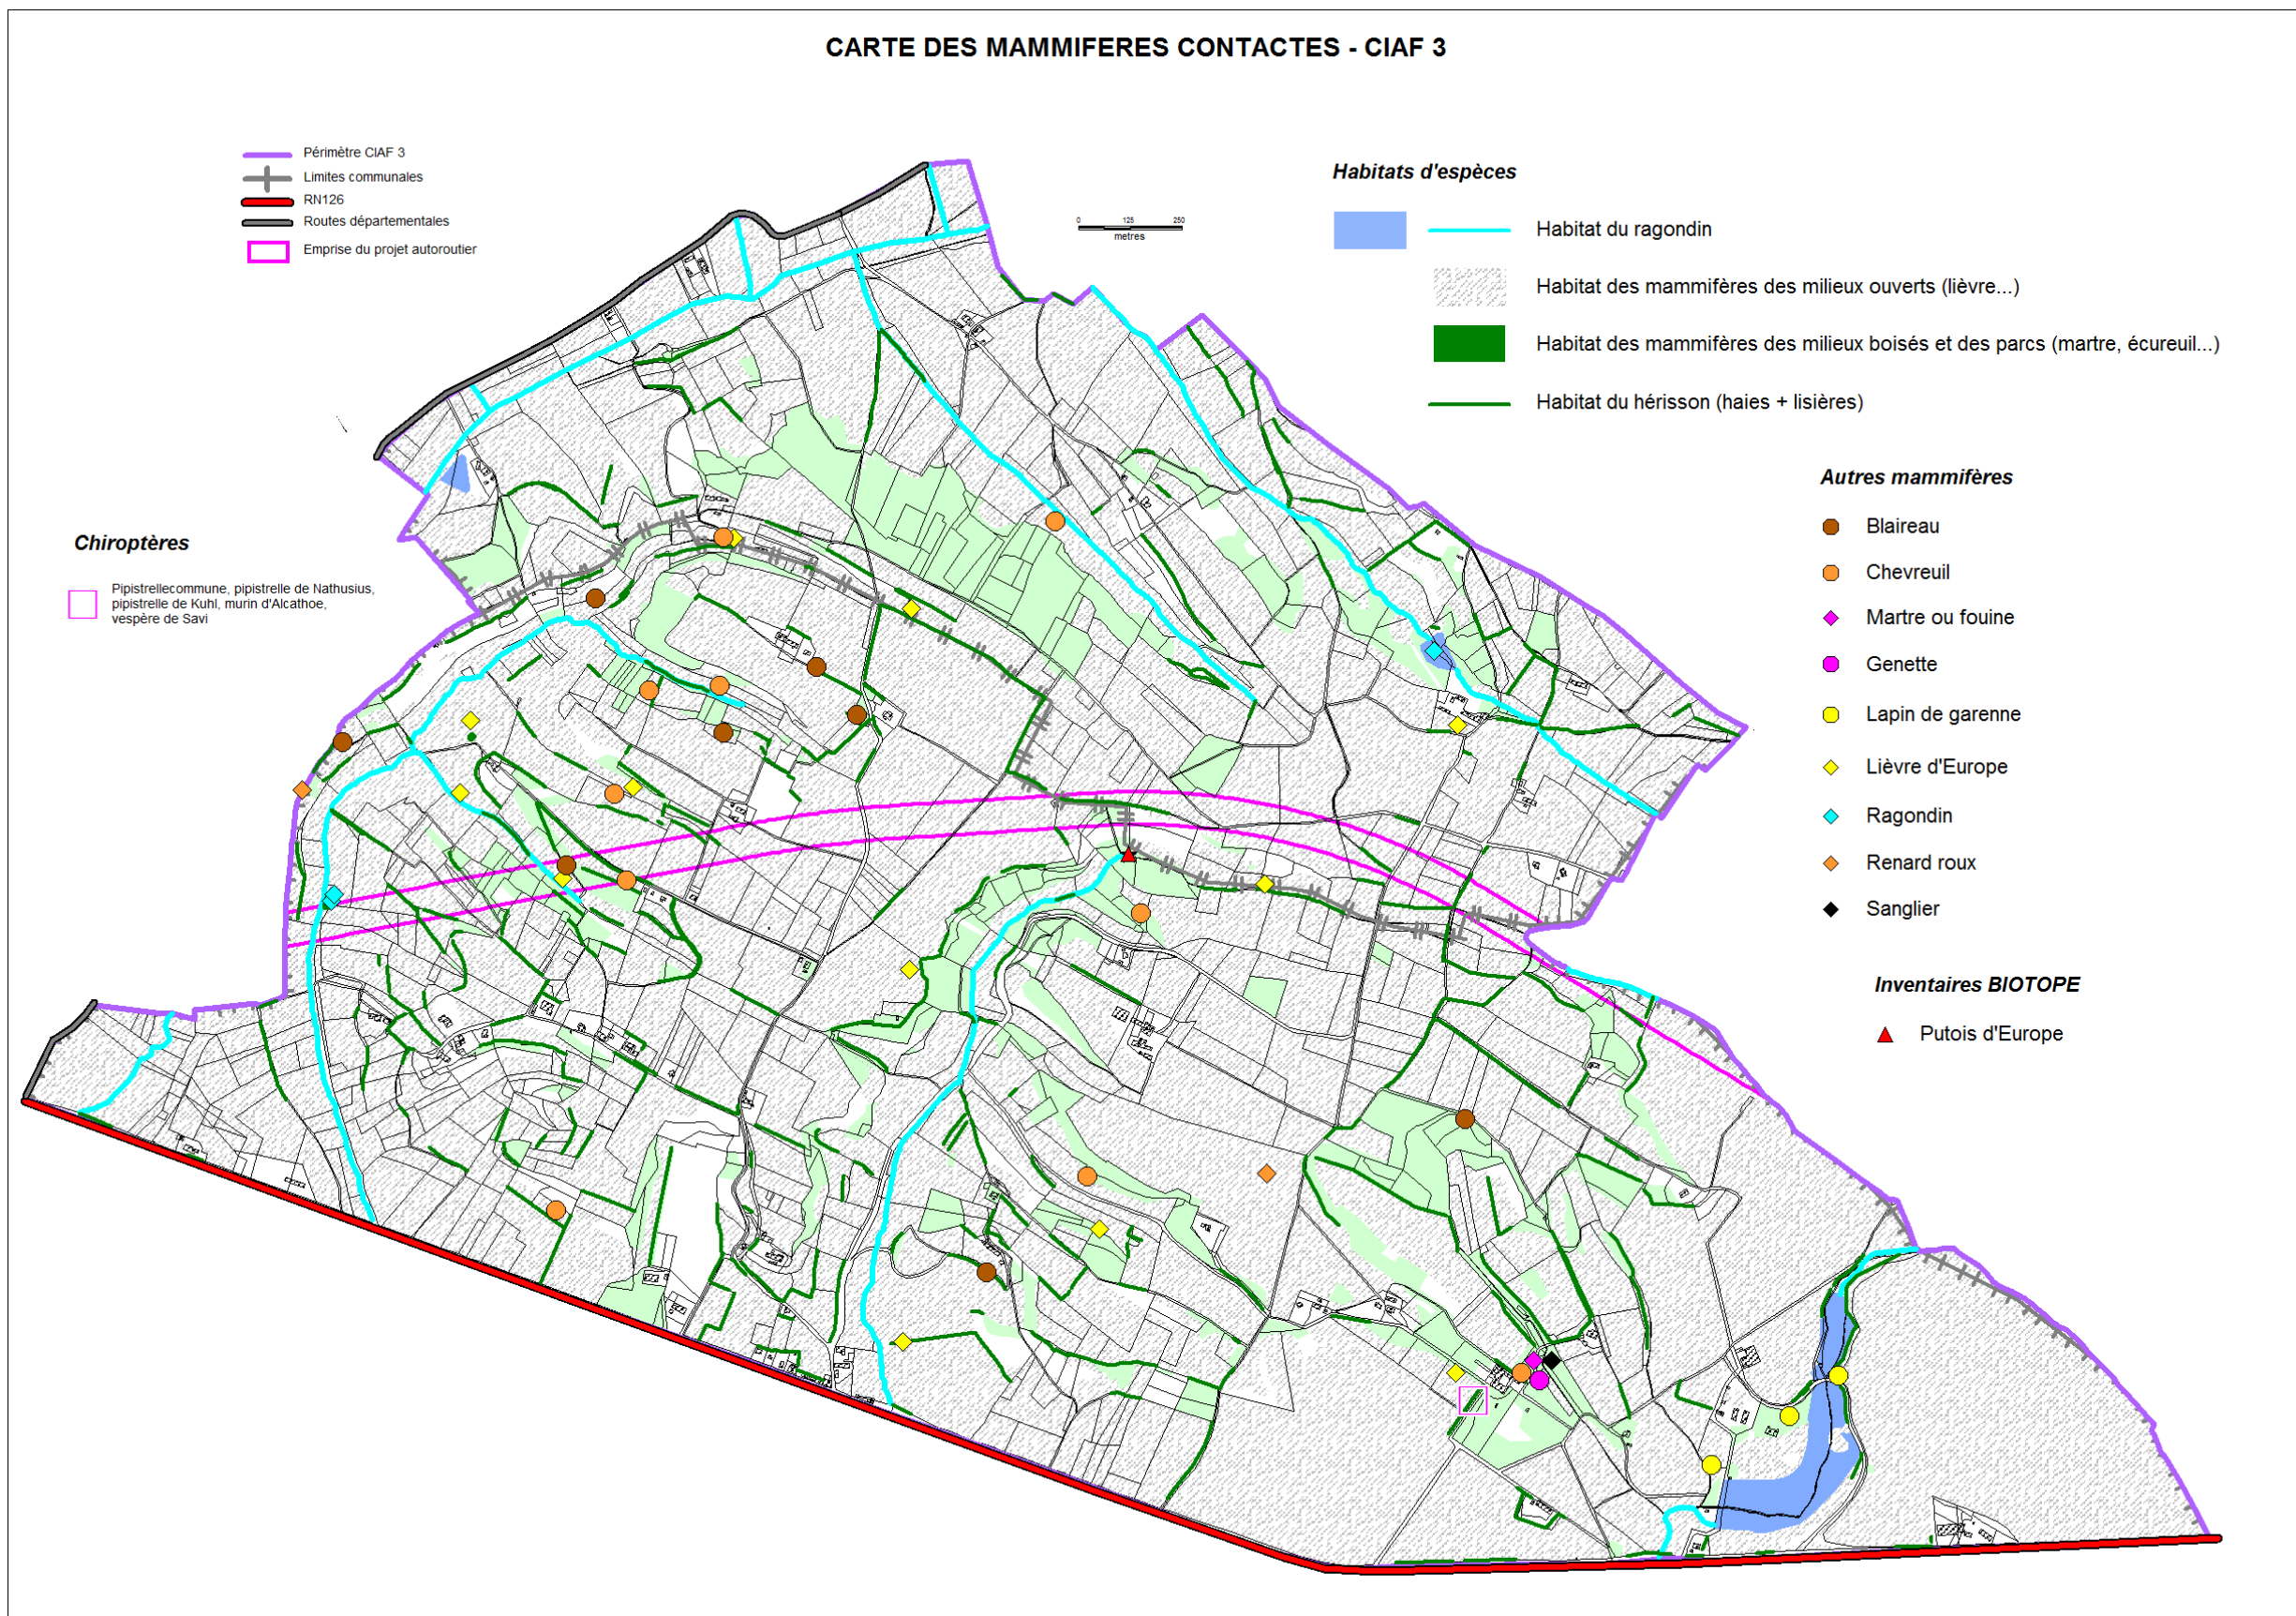 CARTE DES MAMMIFERES CONTACTES - CIAF 3
Périmètre CIAF 3
Limites communales
RN126
Routes départementales
Emprise du projet autoroutier
0 125 250
metres
Habitats d'espèces
Habitat du ragondin
Habitat des mammifères des milieux ouverts (lièvre...)
Habitat des mammifères des milieux boisés et des parcs (martre, écureuil...)
Habitat du hérisson (haies + lisières)
Chiroptères
Pipistrellecommune, pipistrelle de Nathusius,
pipistrelle de Kuhl, murin d'Alcathoe,
vespère de Savi
Autres mammifères
Blaireau
Chevreuil
Martre ou fouine
Genette
Lapin de garenne
Lièvre d'Europe
Ragondin
Renard roux
Sanglier
Inventaires BIOTOPE
Putois d'Europe